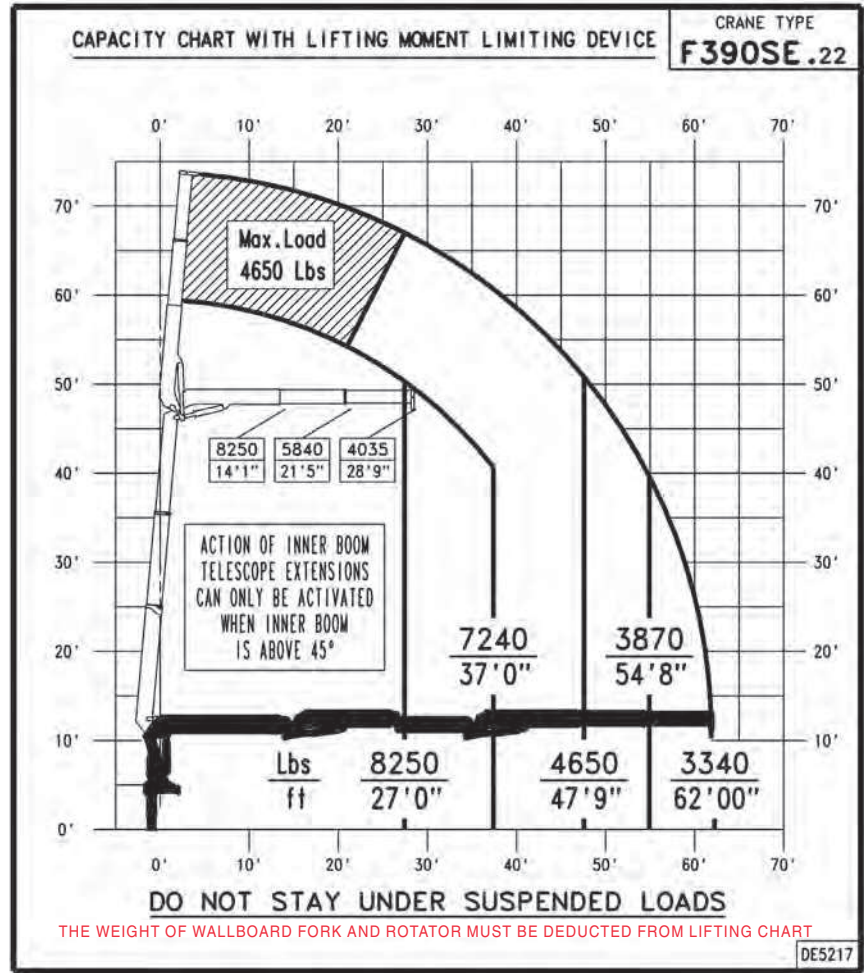 CAPACITY CHART WITH LIFTING MOMENT LIMITING DEVICE
CRANE TYPE
F390SE.22
0' 10' 20' 30' 40' 50' 60' 70'
70' 70'
Max.Load
4650 Lbs
60' 60'
50' 50'
8250 5840 4035
14'1" 21'5" 28'9"
40' 40'
ACTION OF INNER BOOM
TELESCOPE EXTENSIONS
CAN ONLY BE ACTIVATED
WHEN INNER BOOM
IS ABOVE 45°
30' 30'
7240 3870
37'0" 54'8"
20' 20'
10' 10'
Lbs 8250 4650 3340
ft 27'0" 47'9" 62'00"
0' 0'
0' 10' 20' 30' 40' 50' 60' 70'
DO NOT STAY UNDER SUSPENDED LOADS
THE WEIGHT OF WALLBOARD FORK AND ROTATOR MUST BE DEDUCTED FROM LIFTING CHART
DE5217